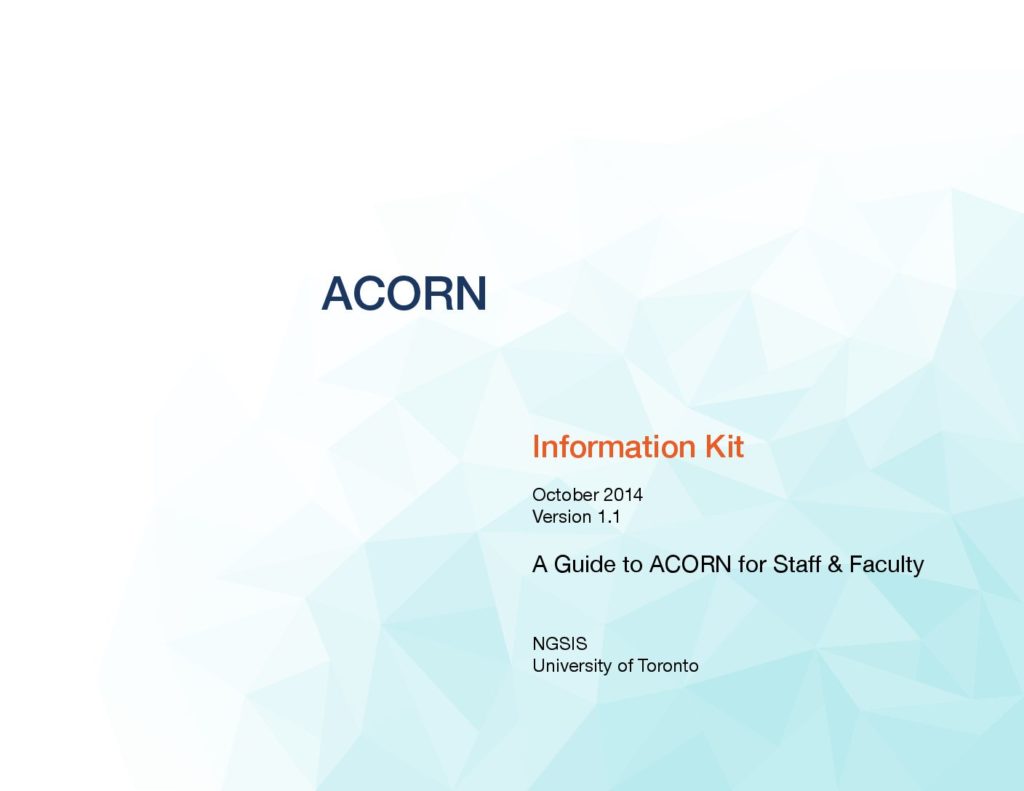 ACORN
Information Kit
October 2014
Version 1.1
A Guide to ACORN for Staff & Faculty
NGSIS
University of Toronto